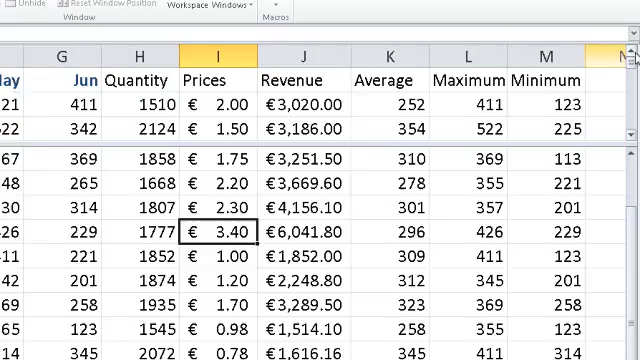 Unhide Reset Window Position Workspace Windows
Window Macros
G H I J K L M N
lay Jun Quantity Prices Revenue Average Maximum Minimum
21 411 1510 € 2.00 €3,020.00 252 411 123
522 342 2124 € 1.50 €3,186.00 354 522 225
67 369 1858 € 1.75 €3,251.50 310 369 113
48 265 1668 € 2.20 €3,669.60 278 355 221
30 314 1807 € 2.30 €4,156.10 301 357 201
426 229 1777 € 3.40 €6,041.80 296 426 229
411 221 1852 € 1.00 €1,852.00 309 411 113
42 201 1874 € 1.20 €2,248.80 312 345 201
69 258 1935 € 1.70 €3,289.50 323 369 258
65 123 1545 € 0.98 €1,514.10 258 355 123
14 345 2072 € 0.78 €1,616.16 345 411 314